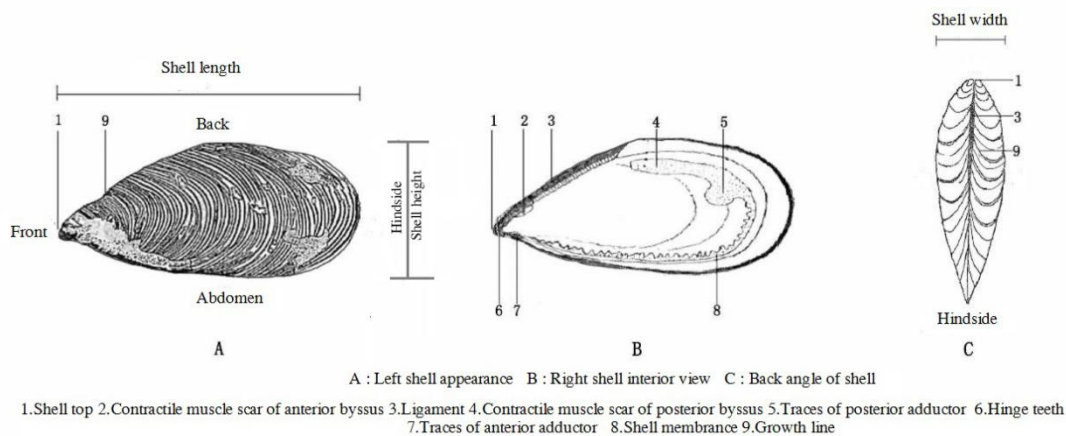 Shell length
Shell width
1 9 Back
Front
Hindside
Shell height
Abdomen
A
1 2 3 4 5
6 7 8
B
1
3
9
Hindside
C
A : Left shell appearance B : Right shell interior view C : Back angle of shell
1.Shell top 2.Contractile muscle scar of anterior byssus 3.Ligament 4.Contractile muscle scar of posterior byssus 5.Traces of posterior adductor 6.Hinge teeth
7.Traces of anterior adductor 8.Shell membrance 9.Growth line